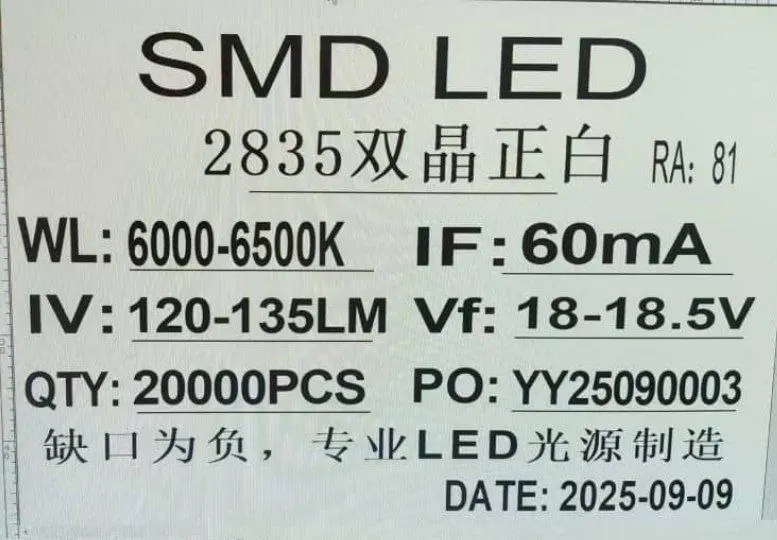 SMD LED
2835双晶正白 RA: 81
WL: 6000-6500K IF: 60mA
IV: 120-135LM Vf: 18-18.5V
QTY: 20000PCS PO: YY25090003
缺口为负，专业LED光源制造
DATE: 2025-09-09